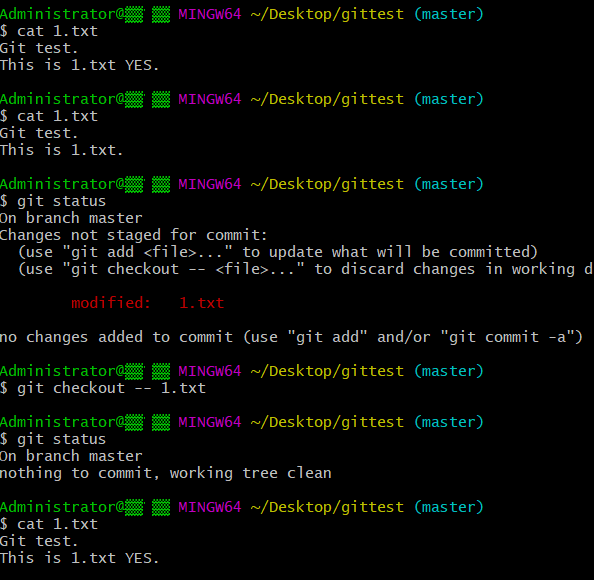 Administrator@▒▒ ▒▒ MINGW64 ~/Desktop/gittest (master)
$ cat 1.txt
Git test.
This is 1.txt YES.
Administrator@▒▒ ▒▒ MINGW64 ~/Desktop/gittest (master)
$ cat 1.txt
Git test.
This is 1.txt.
Administrator@▒▒ ▒▒ MINGW64 ~/Desktop/gittest (master)
$ git status
On branch master
Changes not staged for commit:
  (use "git add <file>..." to update what will be committed)
  (use "git checkout -- <file>..." to discard changes in working d
        modified:   1.txt
no changes added to commit (use "git add" and/or "git commit -a")
Administrator@▒▒ ▒▒ MINGW64 ~/Desktop/gittest (master)
$ git checkout -- 1.txt
Administrator@▒▒ ▒▒ MINGW64 ~/Desktop/gittest (master)
$ git status
On branch master
nothing to commit, working tree clean
Administrator@▒▒ ▒▒ MINGW64 ~/Desktop/gittest (master)
$ cat 1.txt
Git test.
This is 1.txt YES.